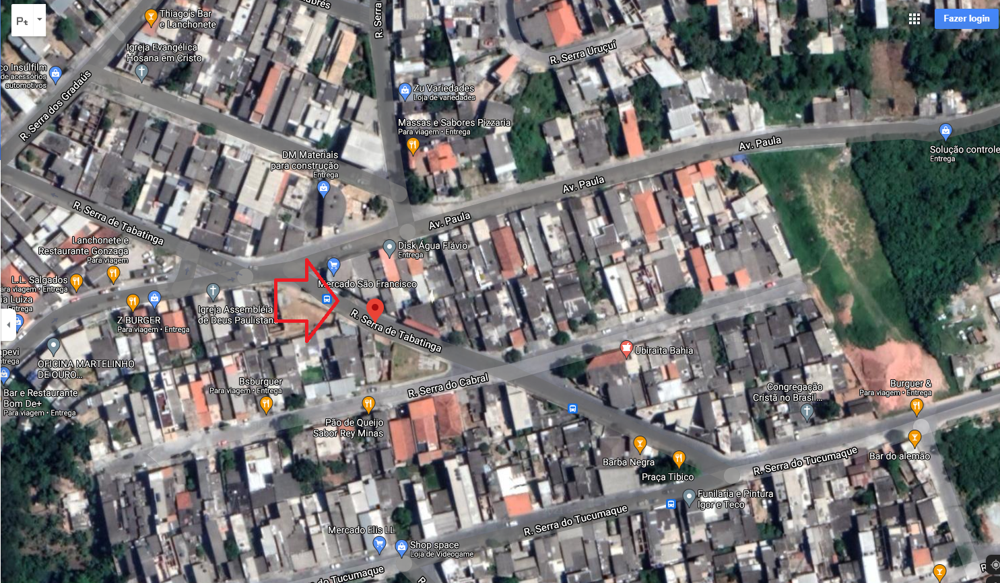 Pt
Fazer login
Thiago's Bar
e Lanchonete
R. Serra
R. Serra Uruçuí
Igreja Evangélica
Hosana em Cristo
co Insulfilm
de acessórios
automotivos
R. Serra dos Gradaús
Zu Variedades
Loja de variedades
Massas e Sabores Pizzaria
Para viagem • Entrega
Av. Paula
Solução controle
Entrega
DM Materiais
para construção
Entrega
Av. Paula
R. Serra de Tabatinga
Av. Paula
Lanchonete e
Restaurante Gonzaga
Para viagem
Disk Água Flávio
Entrega
L.L. Salgados
ara viagem • Entrega
ia Luiza
Entrega
Mercado São Francisco
Igreja Assembléia
de Deus Paulistana
Z BURGER
Para viagem • Entrega
R. Serra de Tabatinga
apevi
ntrega
OFICINA MARTELINHO
DE OURO...
Ubiraita Bahia
Bar e Restaurante
Bom De+
Para viagem • Entrega
Bsburguer
Para viagem • Entrega
R. Serra do Cabral
Congregação
Cristã no Brasil...
Burguer &
Para viagem • Entrega
Pão de Queijo
Sabor Rey Minas
Barba Negra
Praça Tibico
R. Serra do Tucumaque
Bar do alemão
Funilaria e Pintura
Igor e Teco
R. Serra do Tucumaque
Mercado Elis LL
Shop space
Loja de Videogame
do Tucumaque
R.
R.